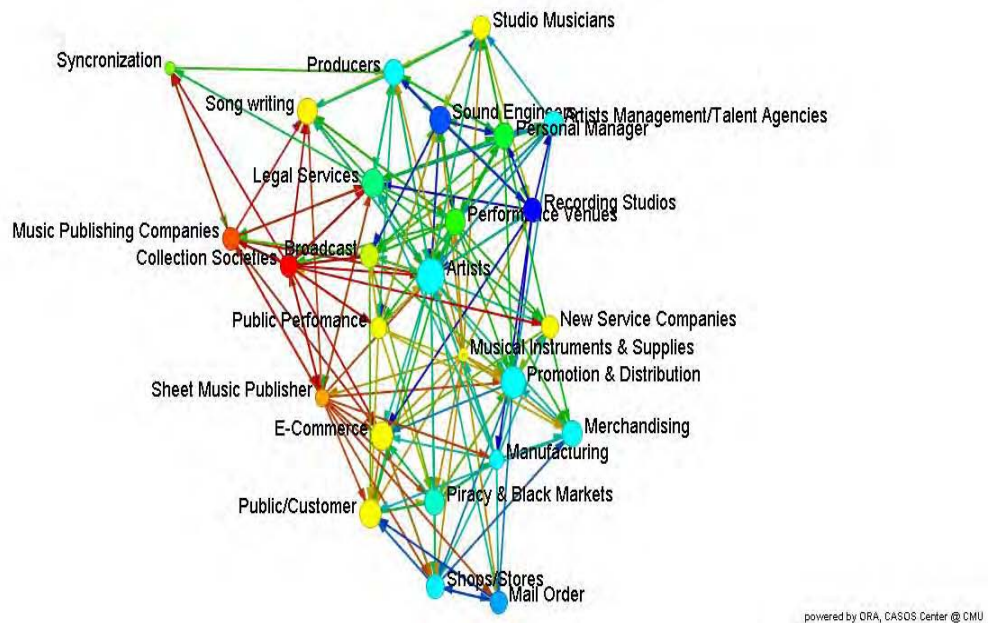 Studio Musicians
Syncronization
Producers
Song writing
Sound Engineers
Artists Management/Talent Agencies
Personal Manager
Legal Services
Recording Studios
Performance Venues
Music Publishing Companies
Broadcast
Collection Societies
Artists
Public Perfomance
New Service Companies
Musical Instruments & Supplies
Promotion & Distribution
Sheet Music Publisher
E-Commerce
Merchandising
Manufacturing
Piracy & Black Markets
Public/Customer
Shops/Stores
Mail Order
powered by ORA, CASOS Center @ CMU